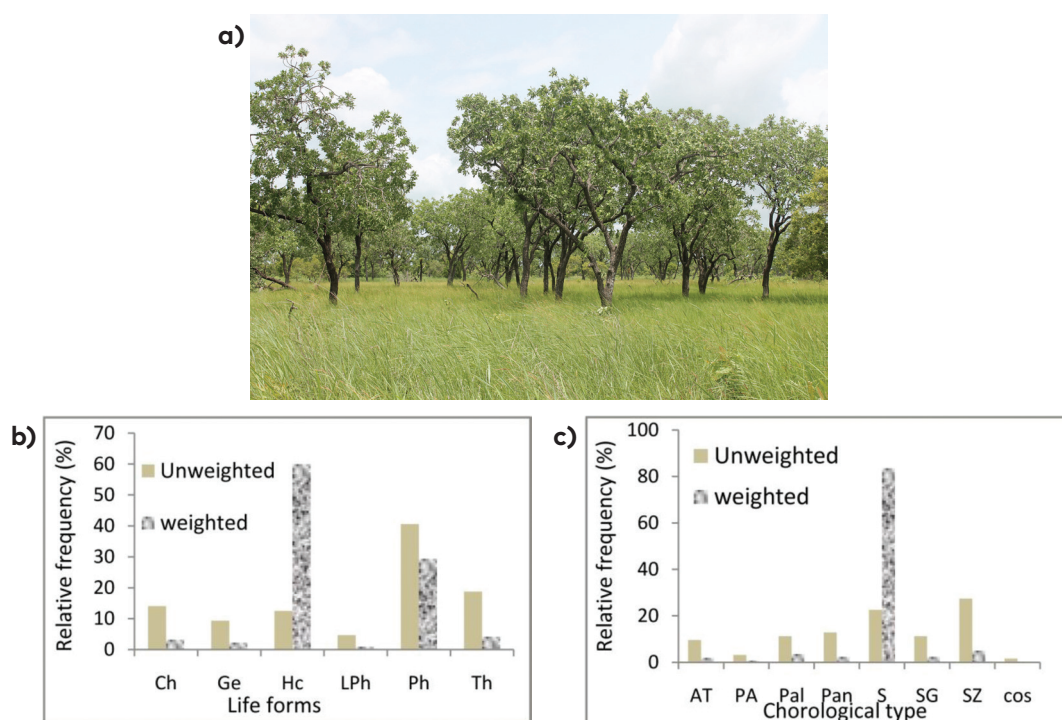 a)
b)
70
60
50
40
30
20
10
0
Relative frequency (%)
Unweighted
weighted
Ch Ge Hc LPh Ph Th
Life forms
c)
100
80
60
40
20
0
Relative frequency (%)
Unweighted
weighted
AT PA Pal Pan S SG SZ cos
Chorological type